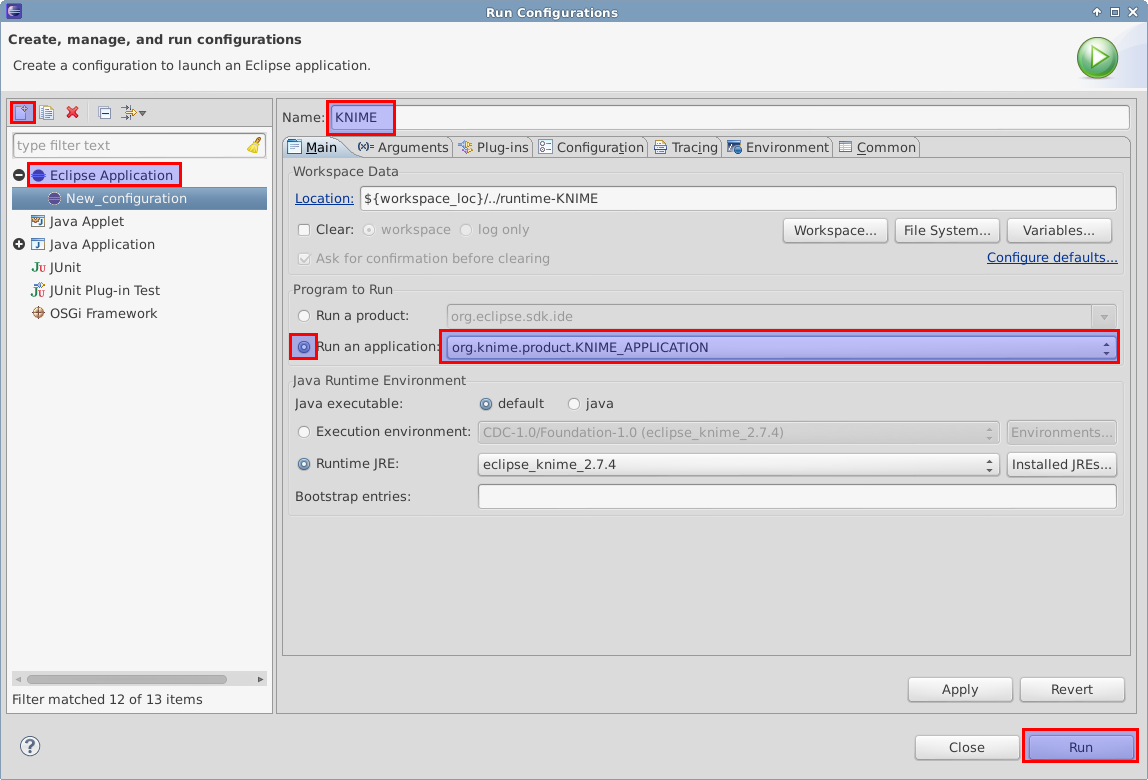 Run Configurations
Create, manage, and run configurations
Create a configuration to launch an Eclipse application.
type filter text
Eclipse Application
New_configuration
Java Applet
Java Application
Ju JUnit
JUnit Plug-in Test
OSGi Framework
Filter matched 12 of 13 items
Name: KNIME
Main (x)= Arguments Plug-ins Configuration Tracing Environment Common
Workspace Data
Location: ${workspace_loc}/../runtime-KNIME
Clear: workspace log only Workspace... File System... Variables...
Ask for confirmation before clearing Configure defaults...
Program to Run
Run a product: org.eclipse.sdk.ide
Run an application: org.knime.product.KNIME_APPLICATION
Java Runtime Environment
Java executable: default java
Execution environment: CDC-1.0/Foundation-1.0 (eclipse_knime_2.7.4) Environments...
Runtime JRE: eclipse_knime_2.7.4 Installed JREs...
Bootstrap entries:
Apply Revert
? Close Run